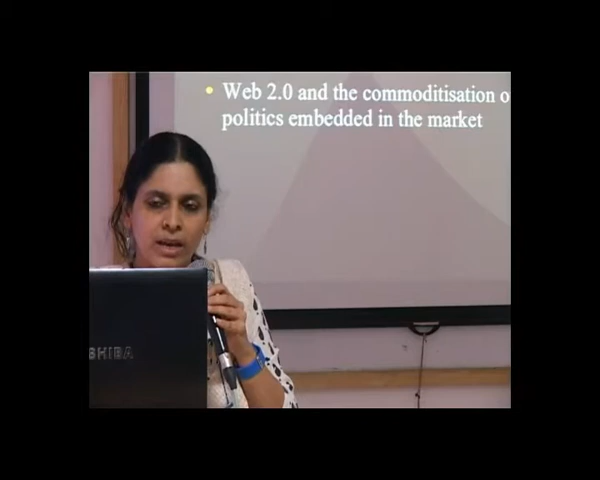 Web 2.0 and the commoditisation o
politics embedded in the market
SHIBA